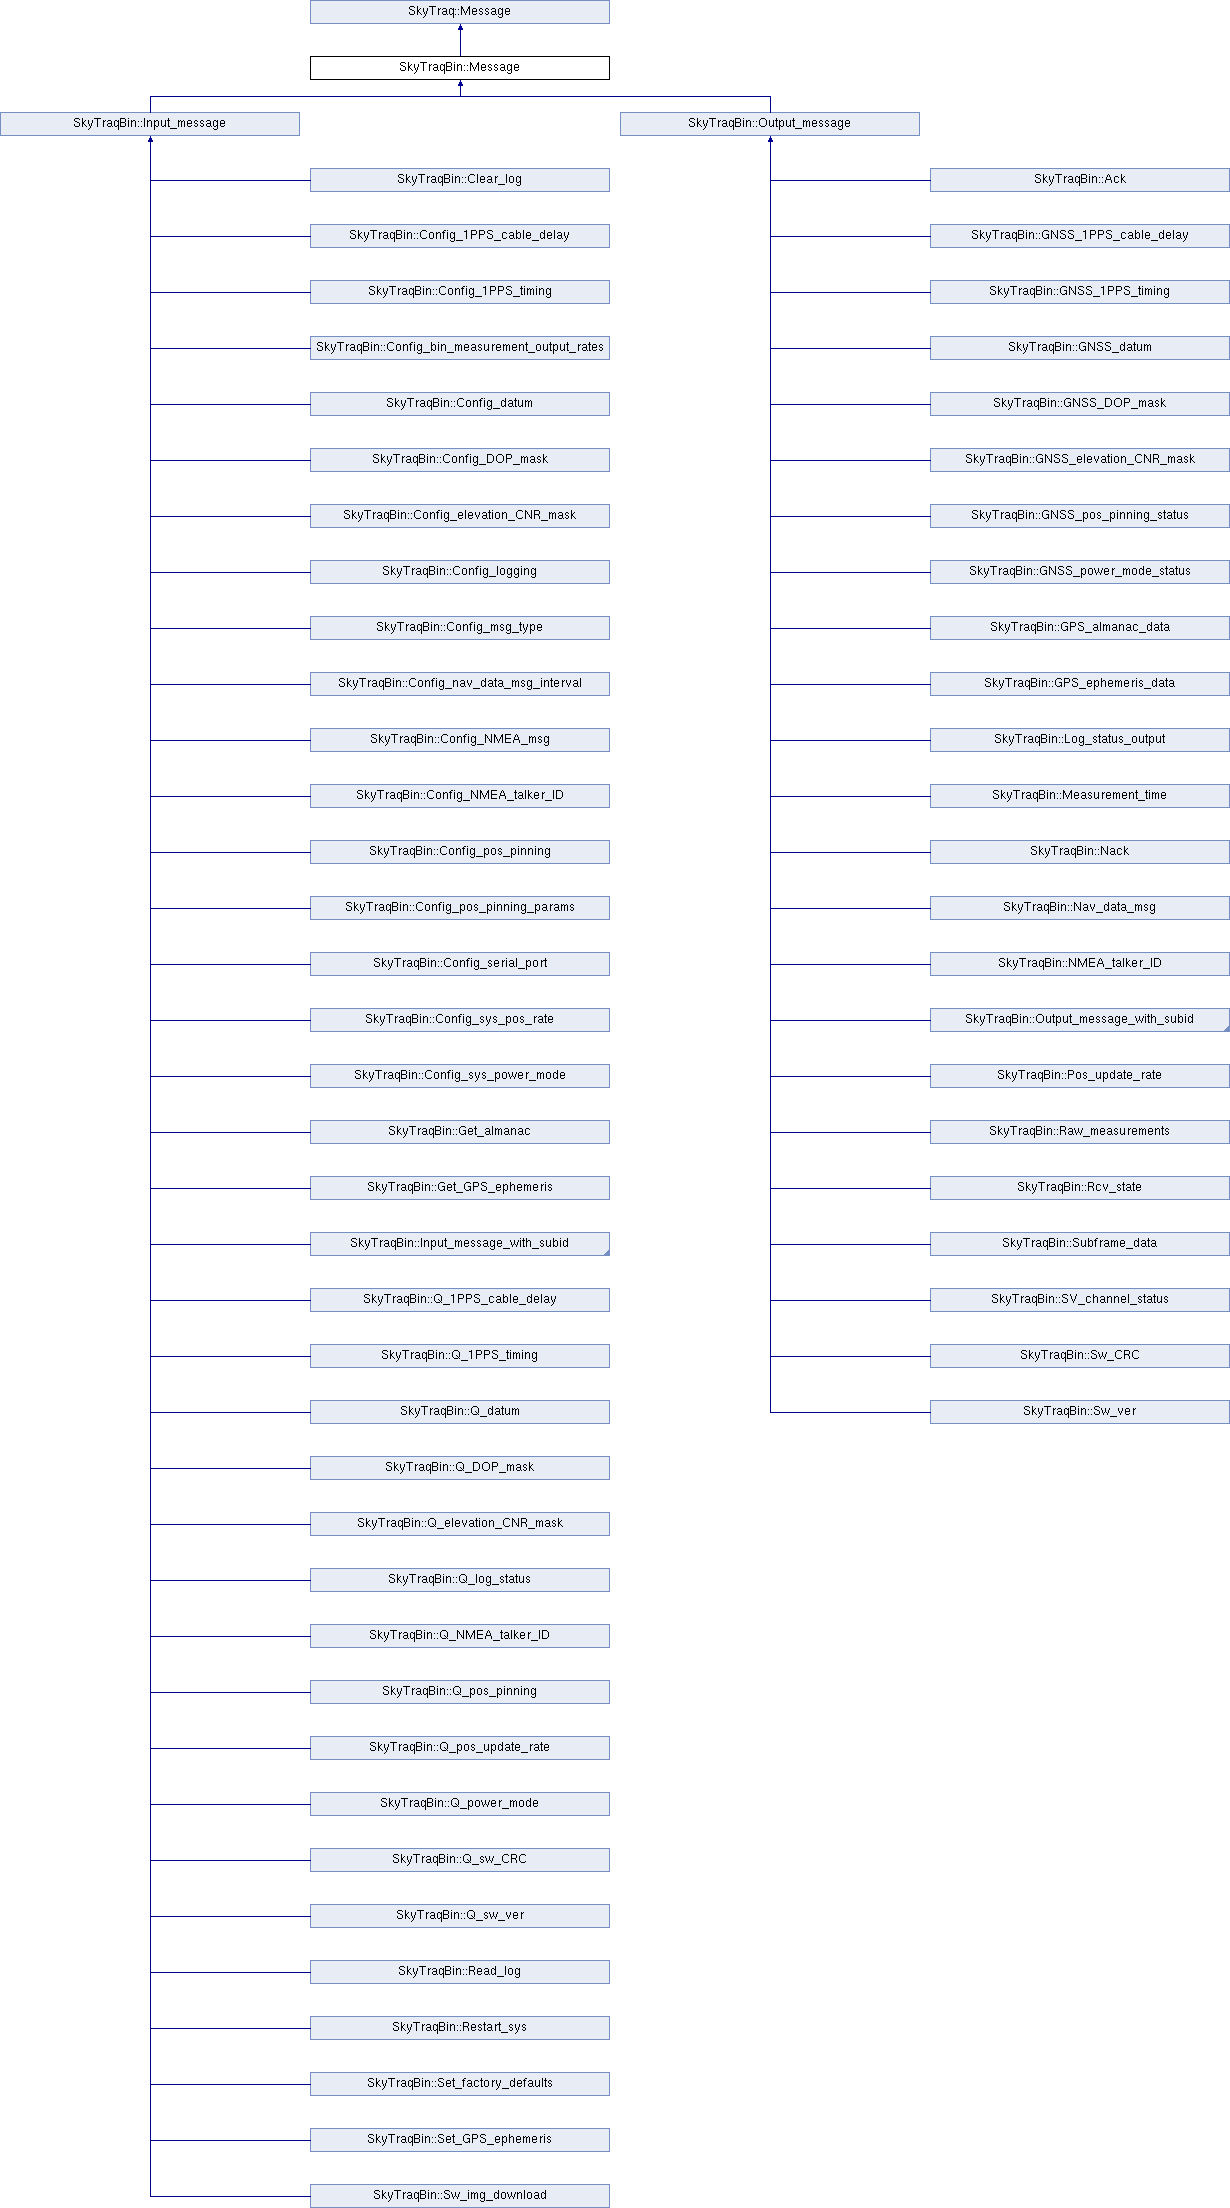 SkyTraq::Message
SkyTraqBin::Message
SkyTraqBin::Input_message
SkyTraqBin::Output_message
SkyTraqBin::Clear_log
SkyTraqBin::Ack
SkyTraqBin::Config_1PPS_cable_delay
SkyTraqBin::GNSS_1PPS_cable_delay
SkyTraqBin::Config_1PPS_timing
SkyTraqBin::GNSS_1PPS_timing
SkyTraqBin::Config_bin_measurement_output_rates
SkyTraqBin::GNSS_datum
SkyTraqBin::Config_datum
SkyTraqBin::GNSS_DOP_mask
SkyTraqBin::Config_DOP_mask
SkyTraqBin::GNSS_elevation_CNR_mask
SkyTraqBin::Config_elevation_CNR_mask
SkyTraqBin::GNSS_pos_pinning_status
SkyTraqBin::Config_logging
SkyTraqBin::GNSS_power_mode_status
SkyTraqBin::Config_msg_type
SkyTraqBin::GPS_almanac_data
SkyTraqBin::Config_nav_data_msg_interval
SkyTraqBin::GPS_ephemeris_data
SkyTraqBin::Config_NMEA_msg
SkyTraqBin::Log_status_output
SkyTraqBin::Config_NMEA_talker_ID
SkyTraqBin::Measurement_time
SkyTraqBin::Config_pos_pinning
SkyTraqBin::Nack
SkyTraqBin::Config_pos_pinning_params
SkyTraqBin::Nav_data_msg
SkyTraqBin::Config_serial_port
SkyTraqBin::NMEA_talker_ID
SkyTraqBin::Config_sys_pos_rate
SkyTraqBin::Output_message_with_subid
SkyTraqBin::Config_sys_power_mode
SkyTraqBin::Pos_update_rate
SkyTraqBin::Get_almanac
SkyTraqBin::Raw_measurements
SkyTraqBin::Get_GPS_ephemeris
SkyTraqBin::Rcv_state
SkyTraqBin::Input_message_with_subid
SkyTraqBin::Subframe_data
SkyTraqBin::Q_1PPS_cable_delay
SkyTraqBin::SV_channel_status
SkyTraqBin::Q_1PPS_timing
SkyTraqBin::Sw_CRC
SkyTraqBin::Q_datum
SkyTraqBin::Sw_ver
SkyTraqBin::Q_DOP_mask
SkyTraqBin::Q_elevation_CNR_mask
SkyTraqBin::Q_log_status
SkyTraqBin::Q_NMEA_talker_ID
SkyTraqBin::Q_pos_pinning
SkyTraqBin::Q_pos_update_rate
SkyTraqBin::Q_power_mode
SkyTraqBin::Q_sw_CRC
SkyTraqBin::Q_sw_ver
SkyTraqBin::Read_log
SkyTraqBin::Restart_sys
SkyTraqBin::Set_factory_defaults
SkyTraqBin::Set_GPS_ephemeris
SkyTraqBin::Sw_img_download